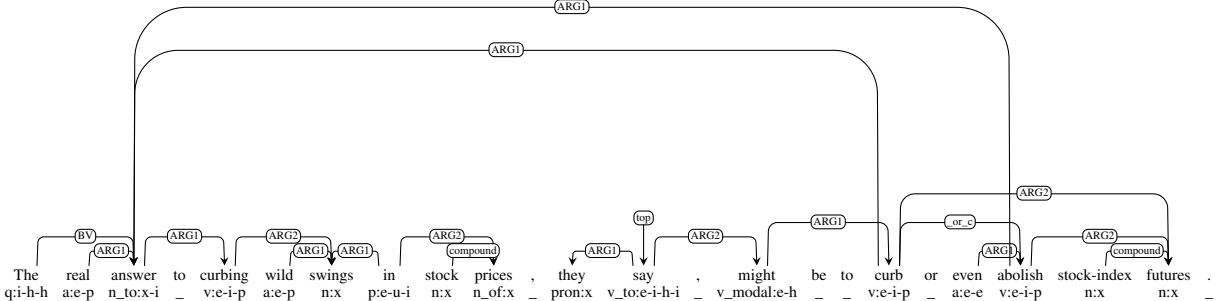 ARG1
ARG1
ARG2
BV ARG1 ARG2 ARG2 top ARG2 ARG1 _or_c ARG2
ARG1 ARG1 ARG1 compound ARG1 ARG1 compound
The real answer to curbing wild swings in stock prices , they say , might be to curb or even abolish stock-index futures .
q:i-h-h a:e-p n_to:x-i _ v:e-i-p a:e-p n:x p:e-u-i n:x n_of:x _ pron:x v_to:e-i-h-i _ v_modal:e-h _ _ v:e-i-p _ a:e-e v:e-i-p n:x n:x _